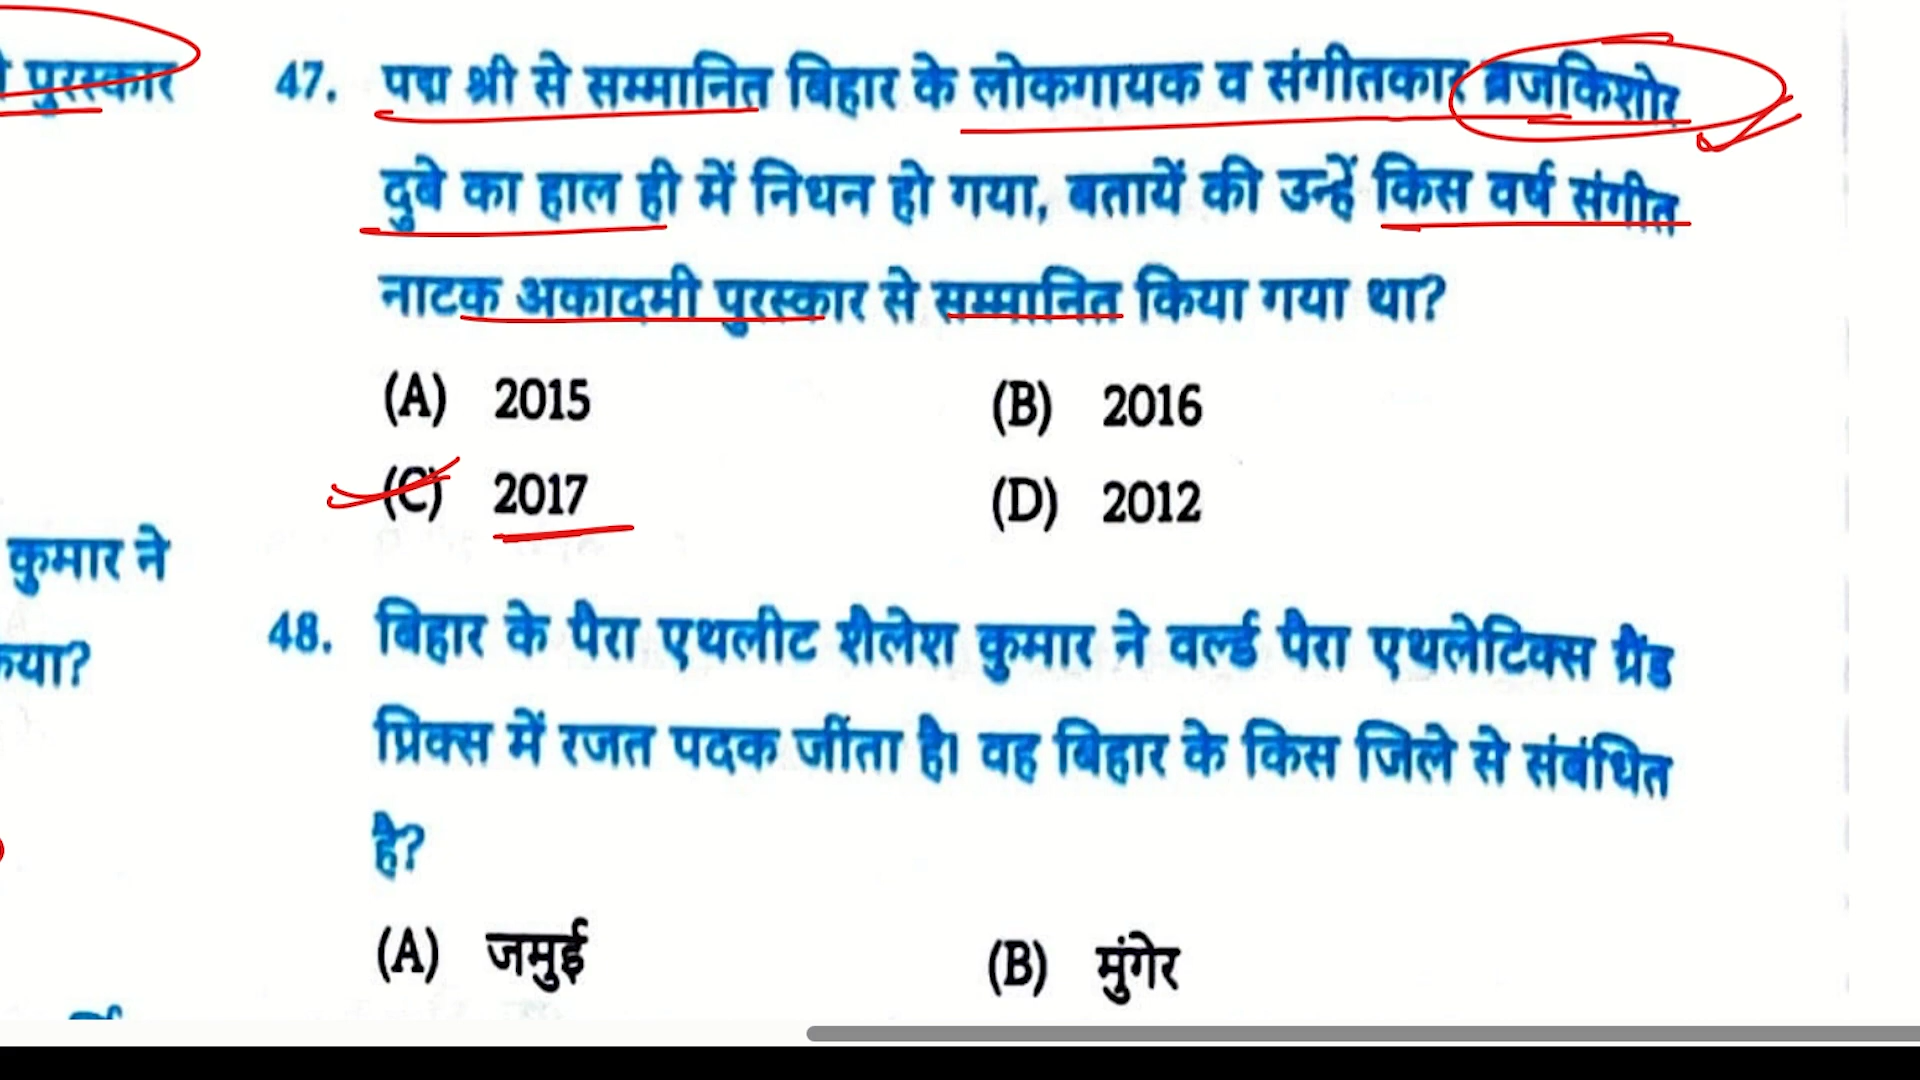 पुरस्कार
47. पद्म श्री से सम्मानित बिहार के लोकगायक व संगीतकार ब्रजकिशोर
दुबे का हाल ही में निधन हो गया, बतायें की उन्हें किस वर्ष संगीत
नाटक अकादमी पुरस्कार से सम्मानित किया गया था?
(A) 2015
(B) 2016
(C) 2017
(D) 2012
कुमार ने
48. बिहार के पैरा एथलीट शैलेश कुमार ने वर्ल्ड पैरा एथलेटिक्स ग्रैंड
प्रिक्स में रजत पदक जींता है। वह बिहार के किस जिले से संबंधित
है?
(A) जमुई
(B) मुंगेर